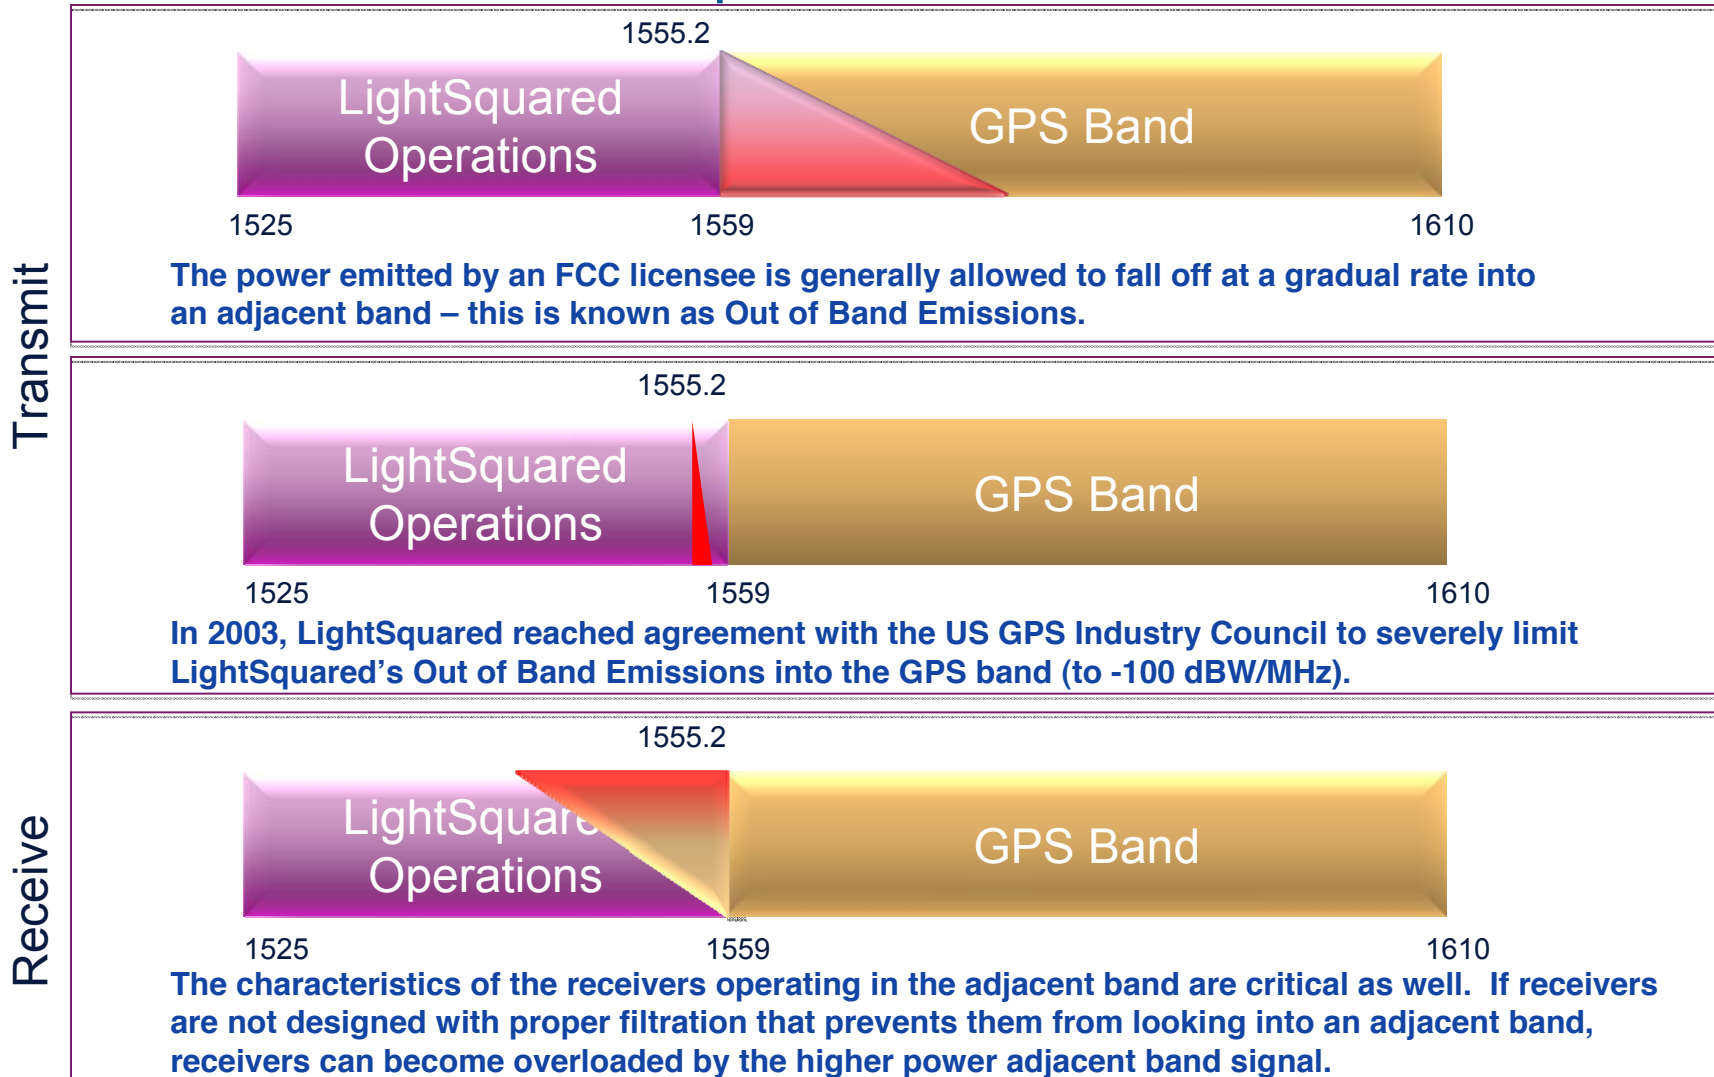 Transmit
1555.2
LightSquared
Operations
GPS Band
1525
1559
1610
The power emitted by an FCC licensee is generally allowed to fall off at a gradual rate into
an adjacent band – this is known as Out of Band Emissions.
1555.2
LightSquared
Operations
GPS Band
1525
1559
1610
In 2003, LightSquared reached agreement with the US GPS Industry Council to severely limit
LightSquared's Out of Band Emissions into the GPS band (to -100 dBW/MHz).
Receive
1555.2
LightSquare
Operations
GPS Band
1525
1559
1610
The characteristics of the receivers operating in the adjacent band are critical as well.  If receivers
are not designed with proper filtration that prevents them from looking into an adjacent band,
receivers can become overloaded by the higher power adjacent band signal.